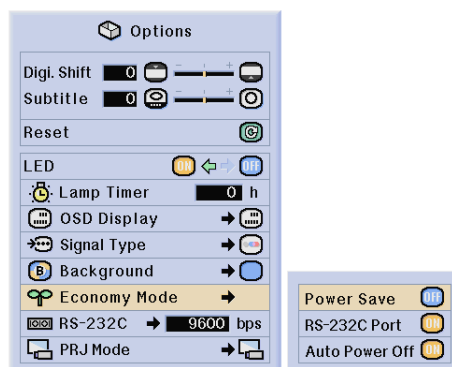 Options
Digi. Shift 0 - +
Subtitle 0 - +
Reset
LED ON OFF
Lamp Timer 0 h
OSD Display
Signal Type
B Background
Economy Mode
RS-232C 9600 bps
PRJ Mode
Power Save OFF
RS-232C Port ON
Auto Power Off ON